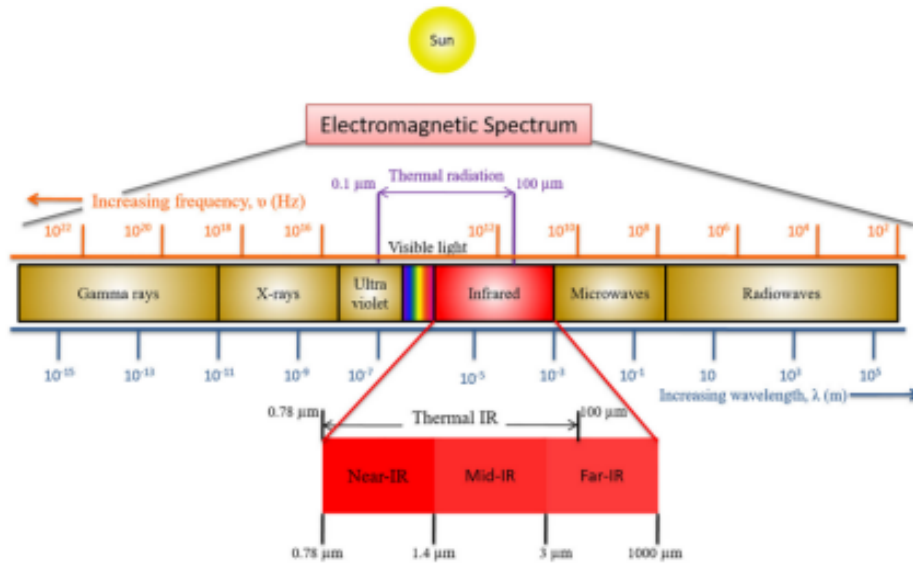 Sun
Electromagnetic Spectrum
Thermal radiation
0.1 µm 100 µm
Increasing frequency, υ (Hz)
10²² 10²⁰ 10¹⁸ 10¹⁶ 10¹² 10¹⁰ 10⁸ 10⁶ 10⁴ 10²
Visible light
Gamma rays X-rays Ultra violet Infrared Microwaves Radiowaves
10⁻¹⁵ 10⁻¹³ 10⁻¹¹ 10⁻⁹ 10⁻⁷ 10⁻⁵ 10⁻³ 10⁻¹ 10 10³ 10⁵
Increasing wavelength, λ (m)
0.78 µm Thermal IR 100 µm
Near-IR Mid-IR Far-IR
0.78 µm 1.4 µm 3 µm 1000 µm